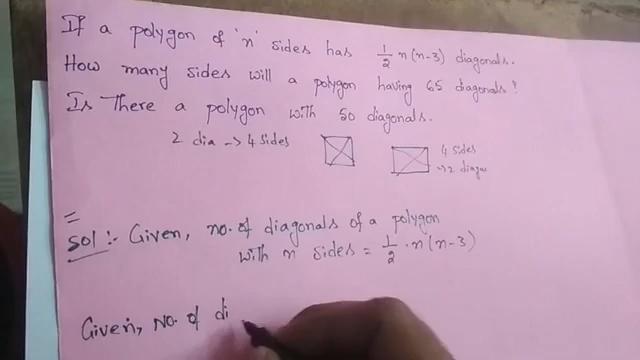 If a polygon of 'n' sides has 1/2 n(n-3) diagonals.
How many sides will a polygon having 65 diagonals?
Is There a polygon with 50 diagonals.
2 dia -> 4 sides
4 sides
-> 2 diagon
Sol :- Given, no. of diagonals of a polygon
with n sides = 1/2 . n(n-3)
Given, No. of di